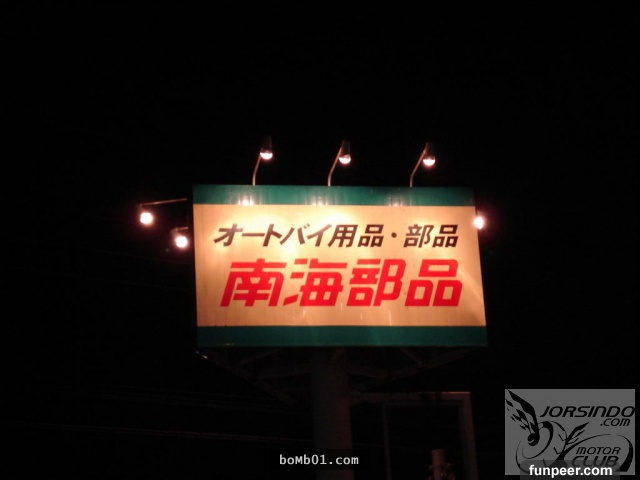 オートバイ用品・部品
南海部品
JORSINDO
.com
MOTOR
CLUB
funpeer.com
boMb01.com